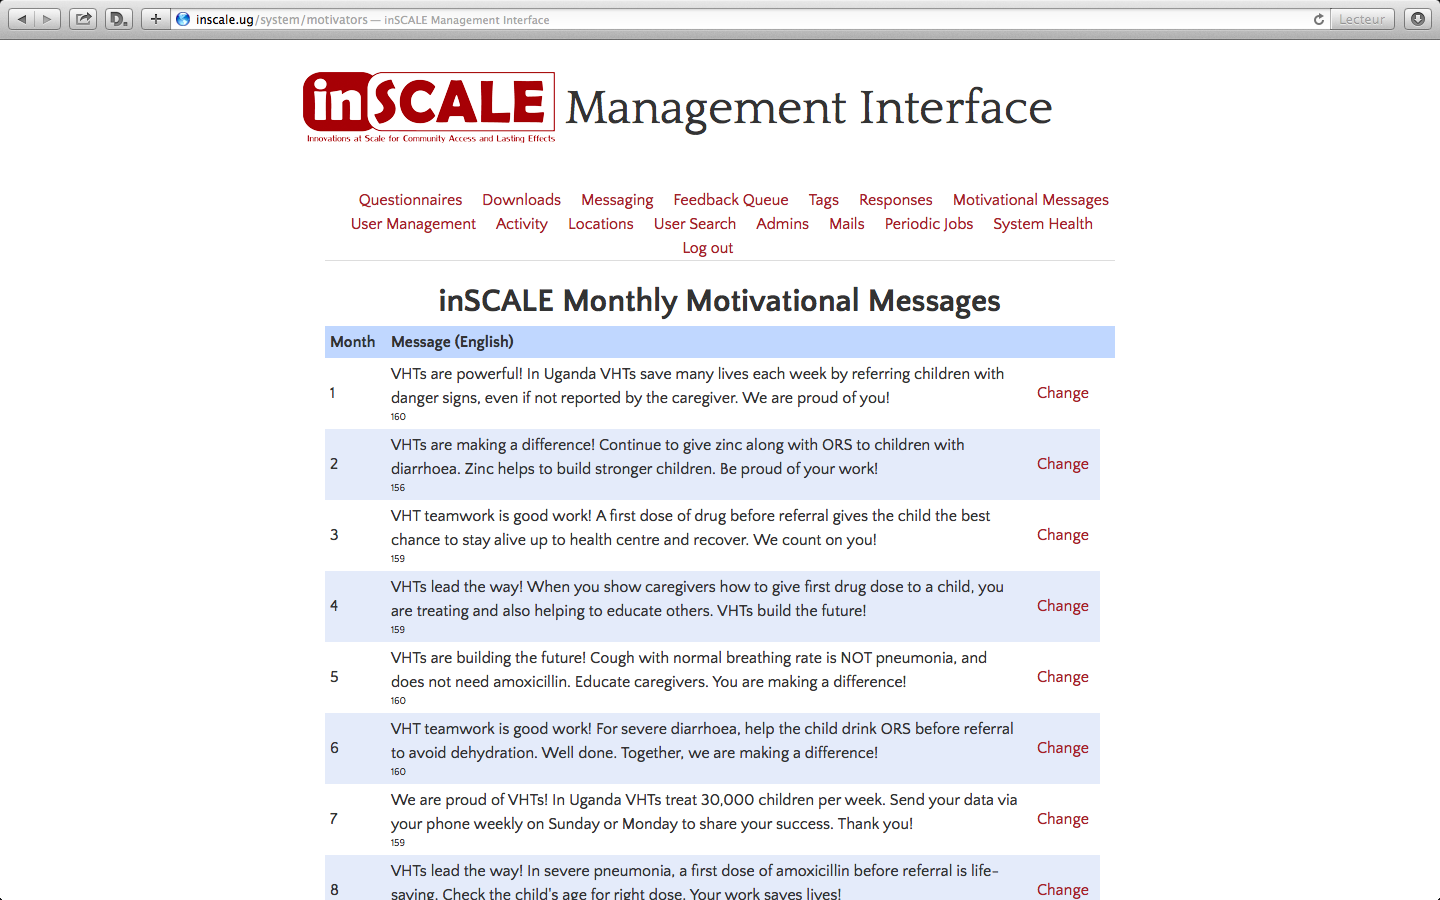 inscale.ug/system/motivators — inSCALE Management Interface
Lecteur
inSCALE
Innovations at Scale for Community Access and Lasting Effects
Management Interface
Questionnaires Downloads Messaging Feedback Queue Tags Responses Motivational Messages
User Management Activity Locations User Search Admins Mails Periodic Jobs System Health
Log out
inSCALE Monthly Motivational Messages
Month Message (English)
VHTs are powerful! In Uganda VHTs save many lives each week by referring children with
1 Change
danger signs, even if not reported by the caregiver. We are proud of you!
160
VHTs are making a difference! Continue to give zinc along with ORS to children with
2 Change
diarrhoea. Zinc helps to build stronger children. Be proud of your work!
156
VHT teamwork is good work! A first dose of drug before referral gives the child the best
3 Change
chance to stay alive up to health centre and recover. We count on you!
159
VHTs lead the way! When you show caregivers how to give first drug dose to a child, you
4 Change
are treating and also helping to educate others. VHTs build the future!
159
VHTs are building the future! Cough with normal breathing rate is NOT pneumonia, and
5 Change
does not need amoxicillin. Educate caregivers. You are making a difference!
160
VHT teamwork is good work! For severe diarrhoea, help the child drink ORS before referral
6 Change
to avoid dehydration. Well done. Together, we are making a difference!
160
We are proud of VHTs! In Uganda VHTs treat 30,000 children per week. Send your data via
7 Change
your phone weekly on Sunday or Monday to share your success. Thank you!
159
VHTs lead the way! In severe pneumonia, a first dose of amoxicillin before referral is life-
8 Change
saving. Check the child's age for right dose. Your work saves lives!